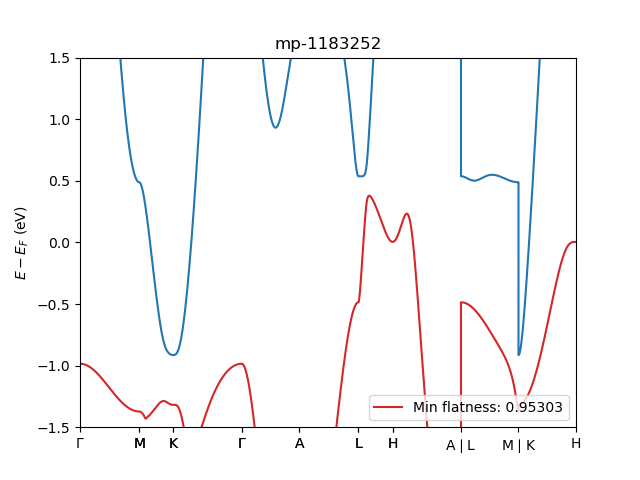 mp-1183252
E − E_F (eV)
1.5
1.0
0.5
0.0
−0.5
−1.0
−1.5
Min flatness: 0.95303
Γ M K Γ A L H A | L M | K H